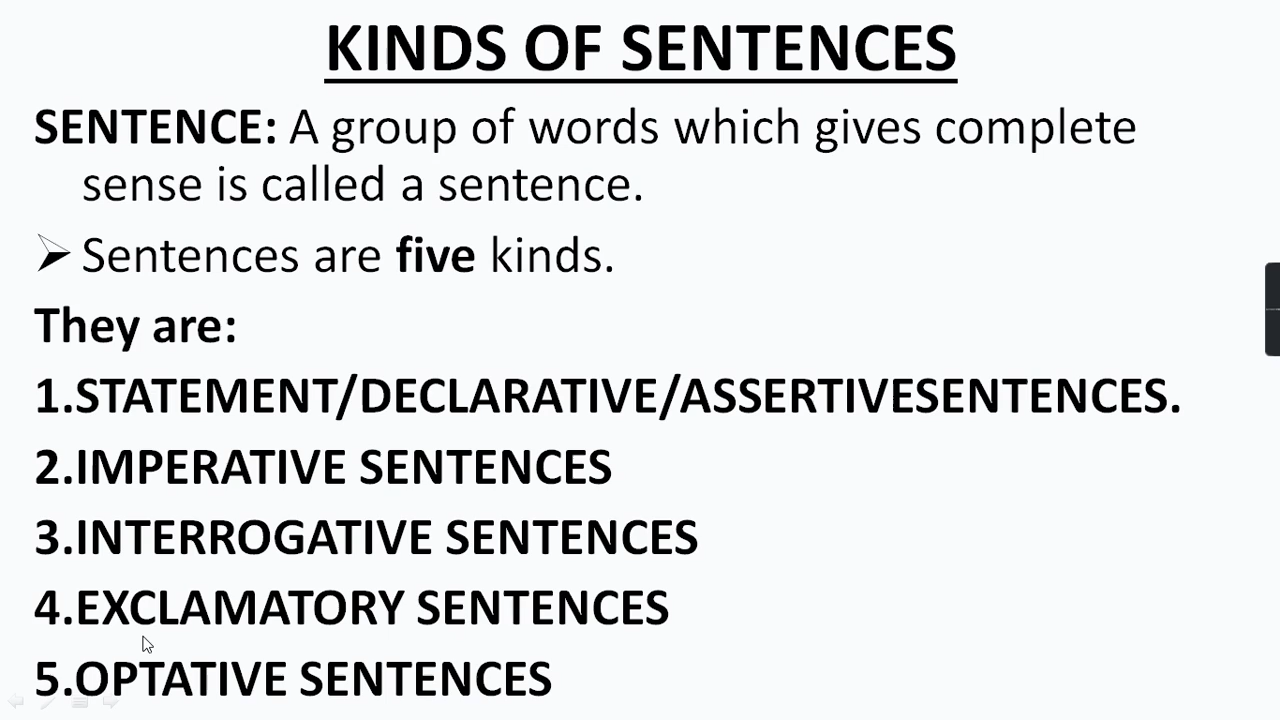 KINDS OF SENTENCES
SENTENCE: A group of words which gives complete
sense is called a sentence.
Sentences are five kinds.
They are:
1.STATEMENT/DECLARATIVE/ASSERTIVESENTENCES.
2.IMPERATIVE SENTENCES
3.INTERROGATIVE SENTENCES
4.EXCLAMATORY SENTENCES
5.OPTATIVE SENTENCES